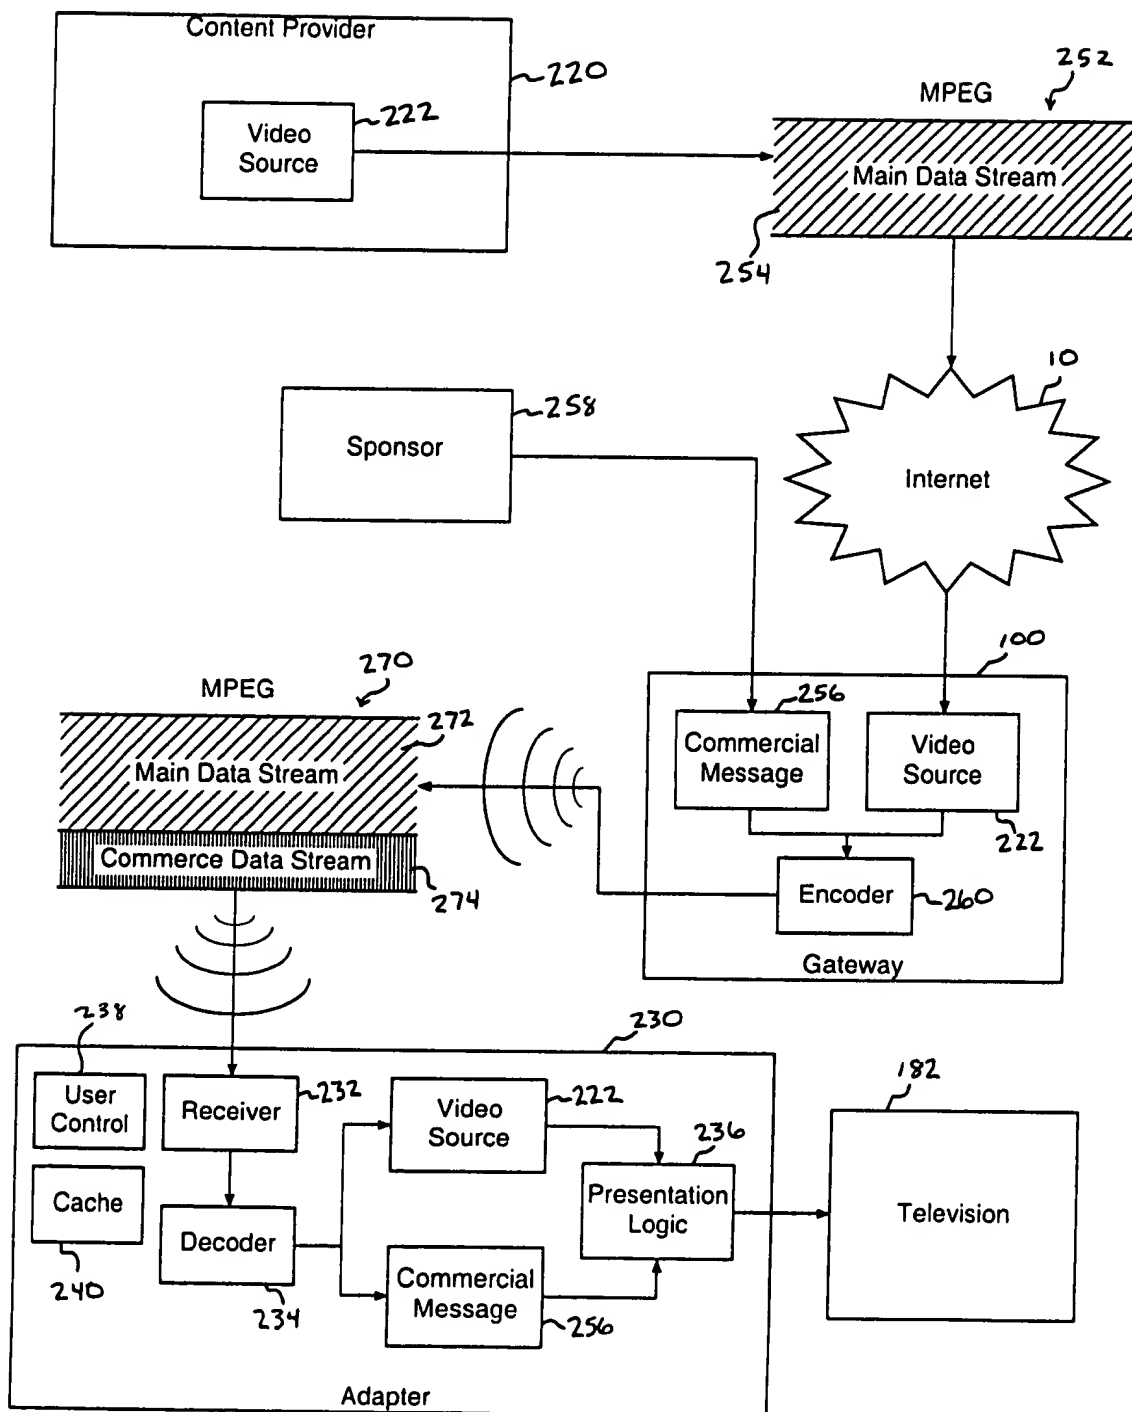 Content Provider
220
222
Video
Source
252
MPEG
Main Data Stream
254
10
Internet
258
Sponsor
100
256
Commercial
Message
Video
Source
222
Encoder
260
Gateway
270
MPEG
272
Main Data Stream
Commerce Data Stream
274
238
230
User
Control
Receiver
232
Video
Source
222
236
Presentation
Logic
182
Television
Cache
240
Decoder
234
Commercial
Message
256
Adapter